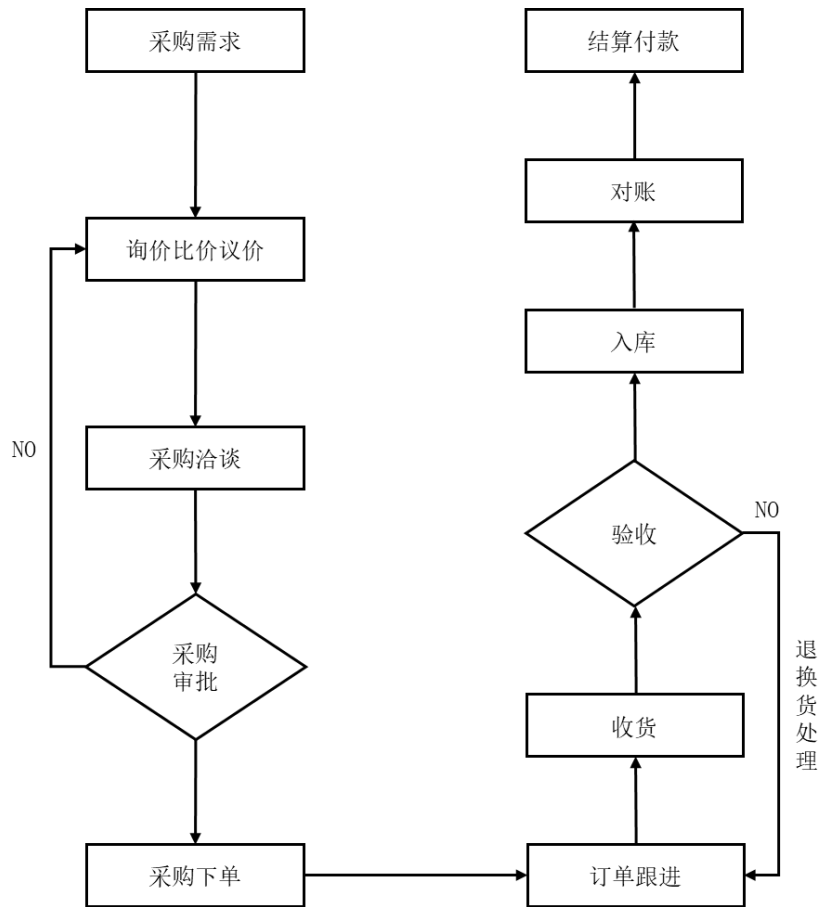 采购需求
询价比价议价
NO
采购洽谈
采购
审批
采购下单
结算付款
对账
入库
NO
验收
退
换
货
处
理
收货
订单跟进